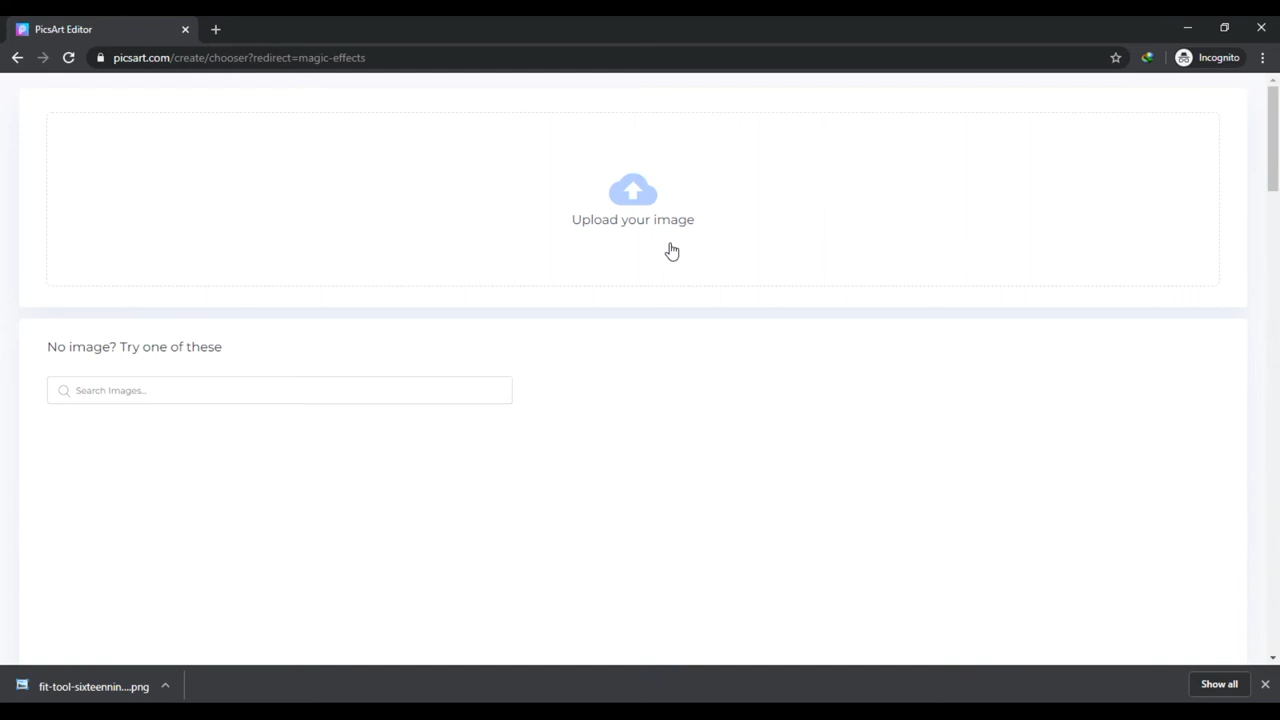 PicsArt Editor
picsart.com/create/chooser?redirect=magic-effects
Incognito
Upload your image
No image? Try one of these
Search Images...
fit-tool-sixteennin....png
Show all